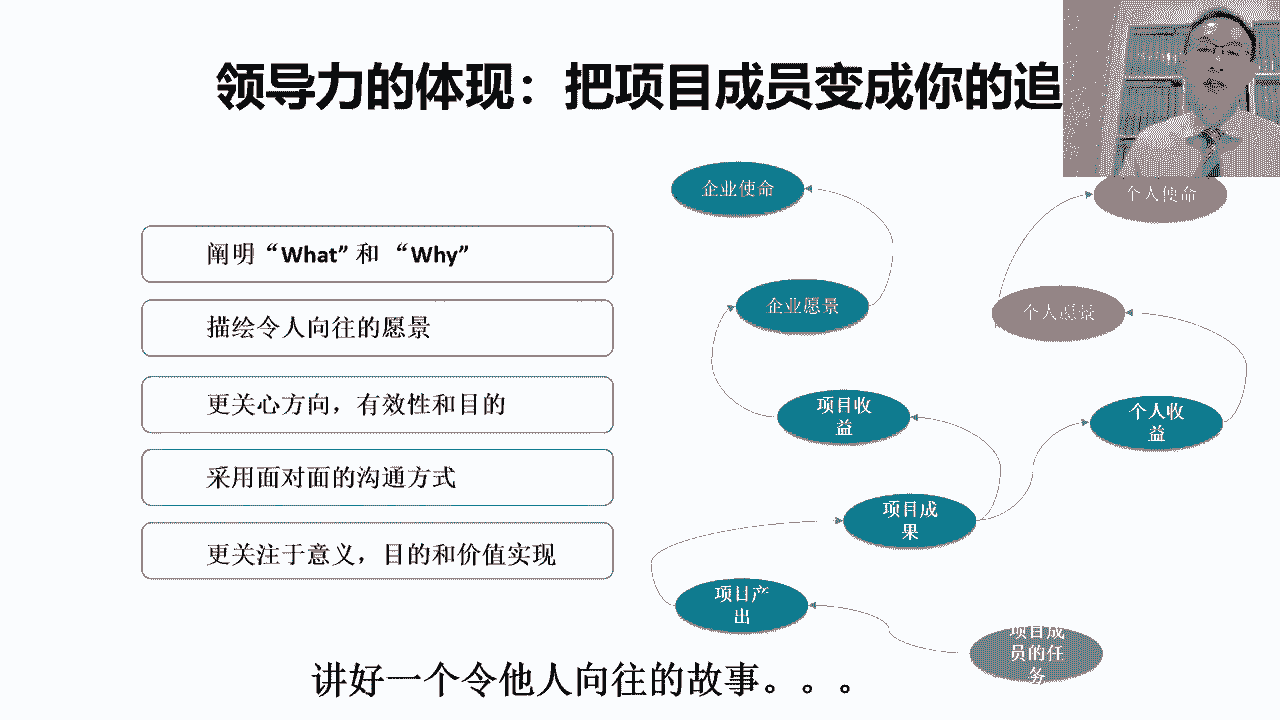 领导力的体现：把项目成员变成你的追
阐明“What” 和 “Why”
描绘令人向往的愿景
更关心方向，有效性和目的
采用面对面的沟通方式
更关注于意义，目的和价值实现
企业使命
个人使命
企业愿景
个人愿景
项目收
益
个人收
益
项目成
果
项目产
出
项目成
员的任
务
讲好一个令他人向往的故事。。。